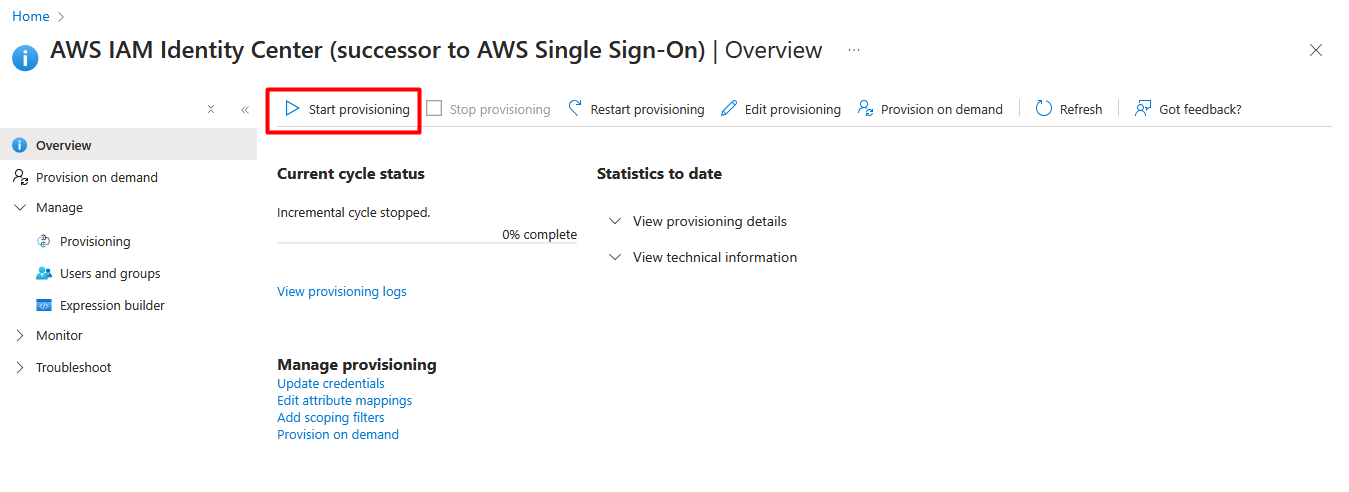 Home
AWS IAM Identity Center (successor to AWS Single Sign-On) | Overview ...
Start provisioning Stop provisioning Restart provisioning Edit provisioning Provision on demand Refresh Got feedback?
Overview
Provision on demand
Manage
Provisioning
Users and groups
Expression builder
Monitor
Troubleshoot
Current cycle status
Incremental cycle stopped.
0% complete
View provisioning logs
Statistics to date
View provisioning details
View technical information
Manage provisioning
Update credentials
Edit attribute mappings
Add scoping filters
Provision on demand